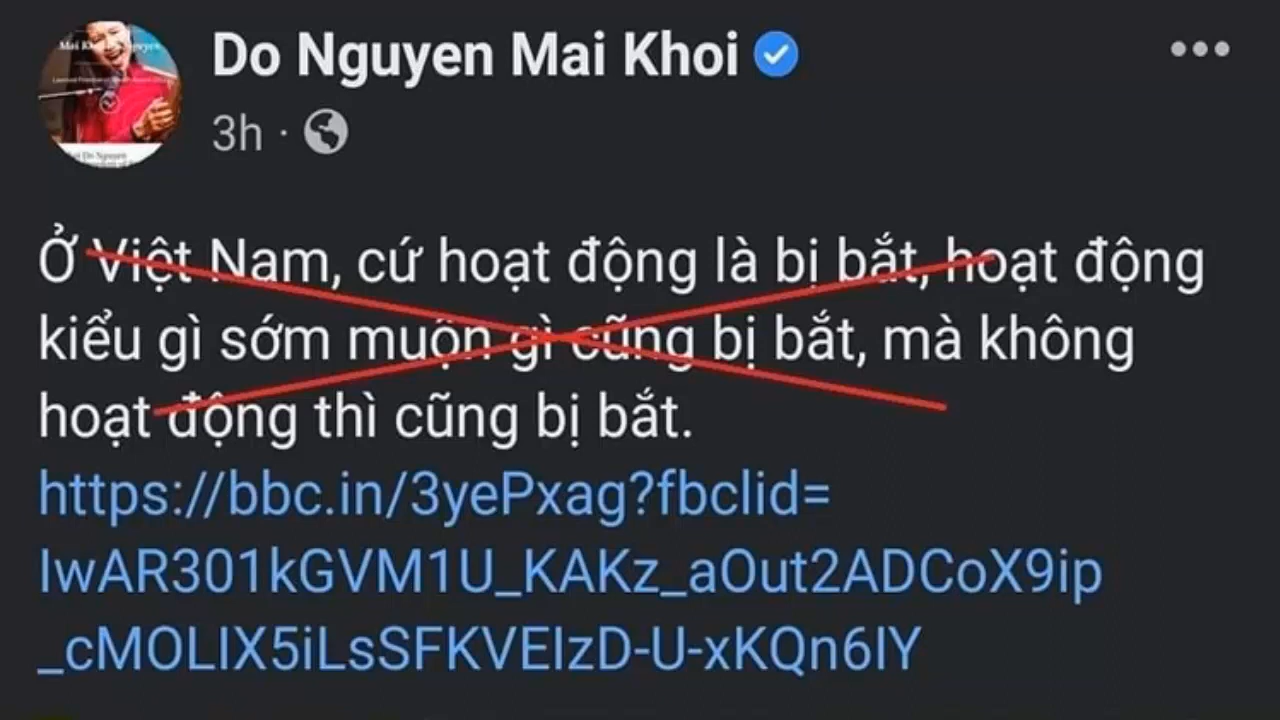 Do Nguyen Mai Khoi
3h
Ở Việt Nam, cứ hoạt động là bị bắt, hoạt động
kiểu gì sớm muộn gì cũng bị bắt, mà không
hoạt động thì cũng bị bắt.
https://bbc.in/3yePxag?fbclid=
IwAR301kGVM1U_KAKz_aOut2ADCoX9ip
_cMOLIX5iLsSFKVEIzD-U-xKQn6IY